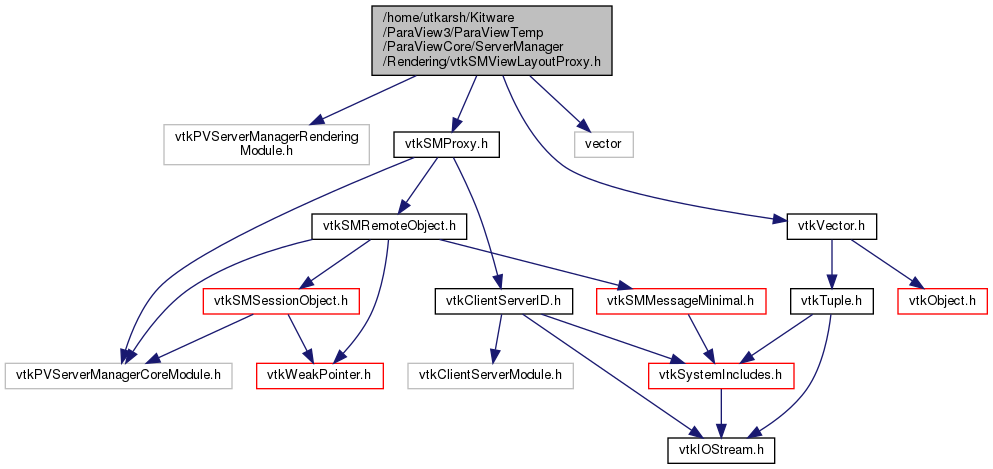 /home/utkarsh/Kitware
/ParaView3/ParaViewTemp
/ParaViewCore/ServerManager
/Rendering/vtkSMViewLayoutProxy.h
vtkPVServerManagerRendering
Module.h
vtkSMProxy.h
vector
vtkSMRemoteObject.h
vtkVector.h
vtkSMSessionObject.h
vtkClientServerID.h
vtkSMMessageMinimal.h
vtkTuple.h
vtkObject.h
vtkPVServerManagerCoreModule.h
vtkWeakPointer.h
vtkClientServerModule.h
vtkSystemIncludes.h
vtkIOStream.h